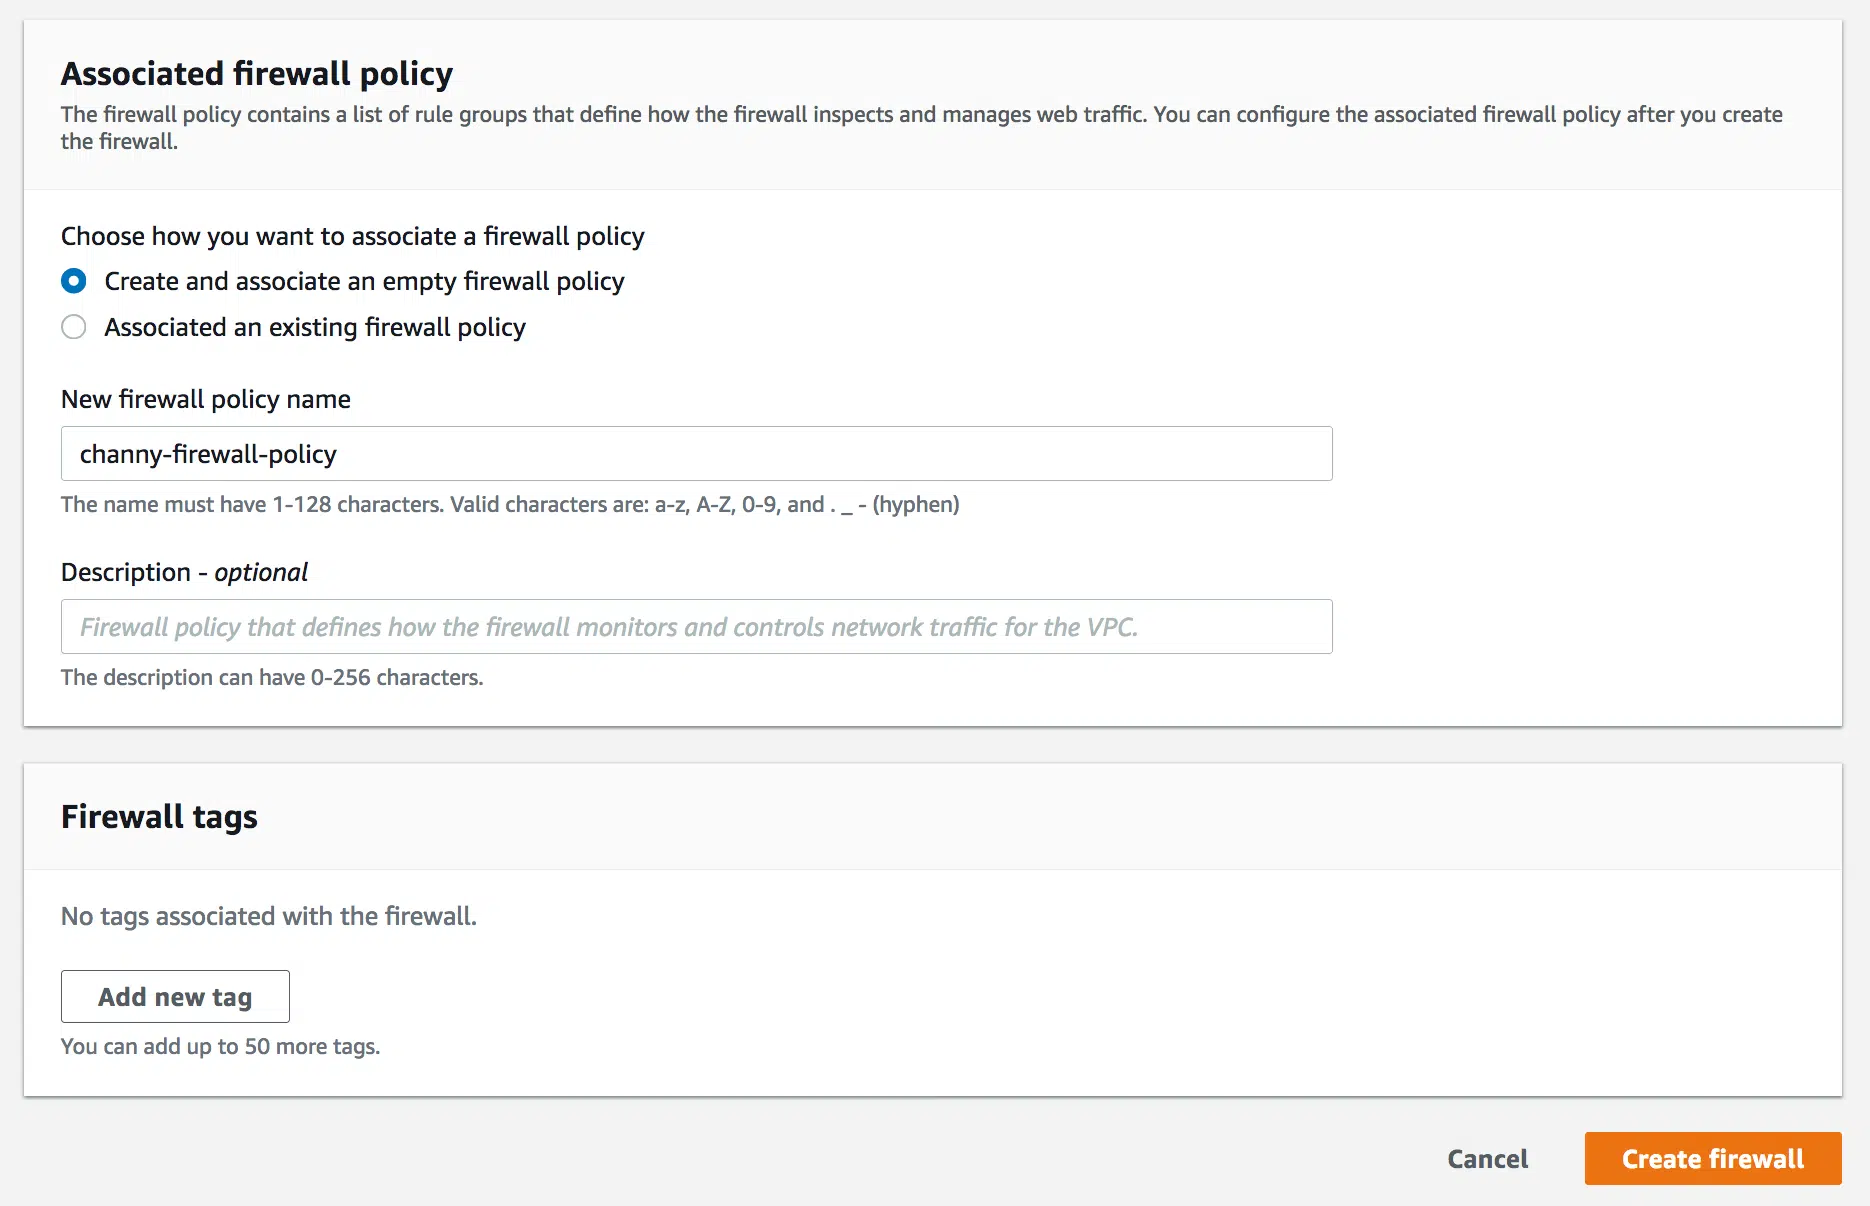 Associated firewall policy
The firewall policy contains a list of rule groups that define how the firewall inspects and manages web traffic. You can configure the associated firewall policy after you create
the firewall.
Choose how you want to associate a firewall policy
Create and associate an empty firewall policy
Associated an existing firewall policy
New firewall policy name
channy-firewall-policy
The name must have 1-128 characters. Valid characters are: a-z, A-Z, 0-9, and . _ - (hyphen)
Description - optional
Firewall policy that defines how the firewall monitors and controls network traffic for the VPC.
The description can have 0-256 characters.
Firewall tags
No tags associated with the firewall.
Add new tag
You can add up to 50 more tags.
Cancel
Create firewall